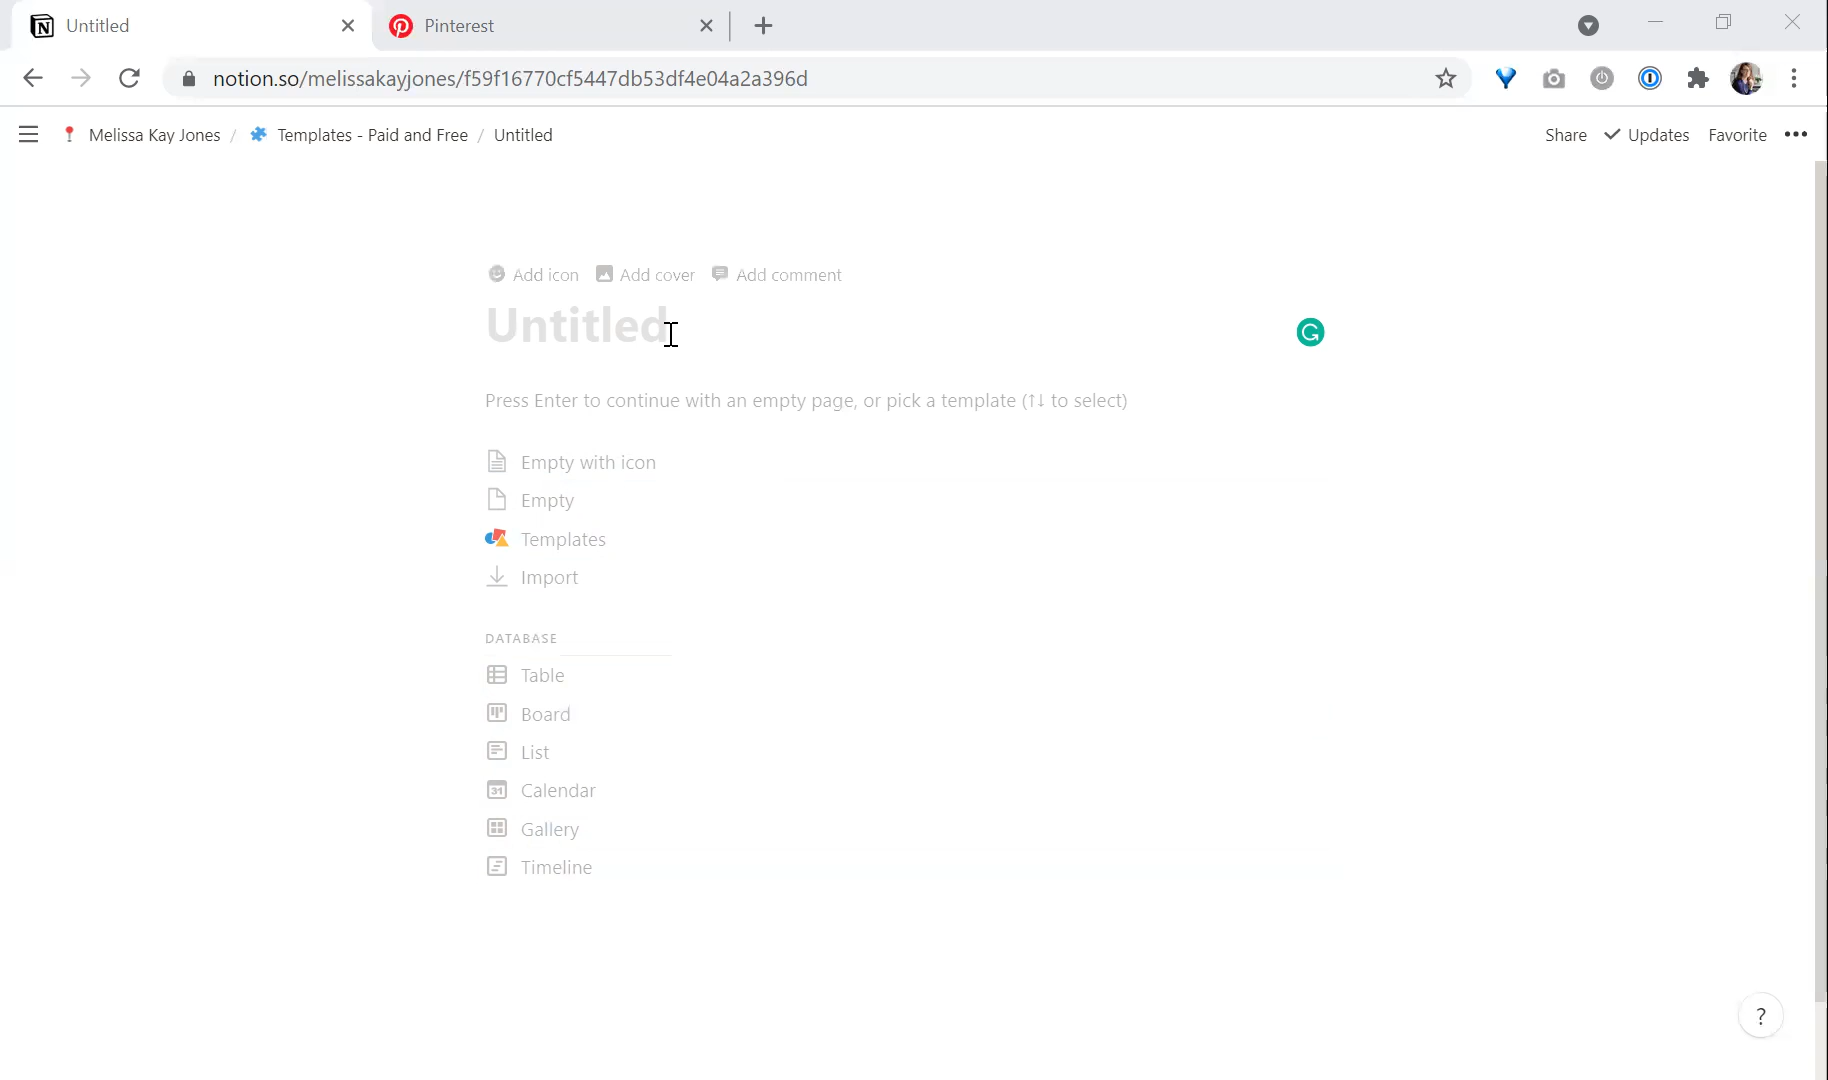 Untitled
Pinterest
notion.so/melissakayjones/f59f16770cf5447db53df4e04a2a396d
Melissa Kay Jones / Templates - Paid and Free / Untitled
Share Updates Favorite
Add icon Add cover Add comment
Untitled
Press Enter to continue with an empty page, or pick a template (↑↓ to select)
Empty with icon
Empty
Templates
Import
DATABASE
Table
Board
List
Calendar
Gallery
Timeline
?